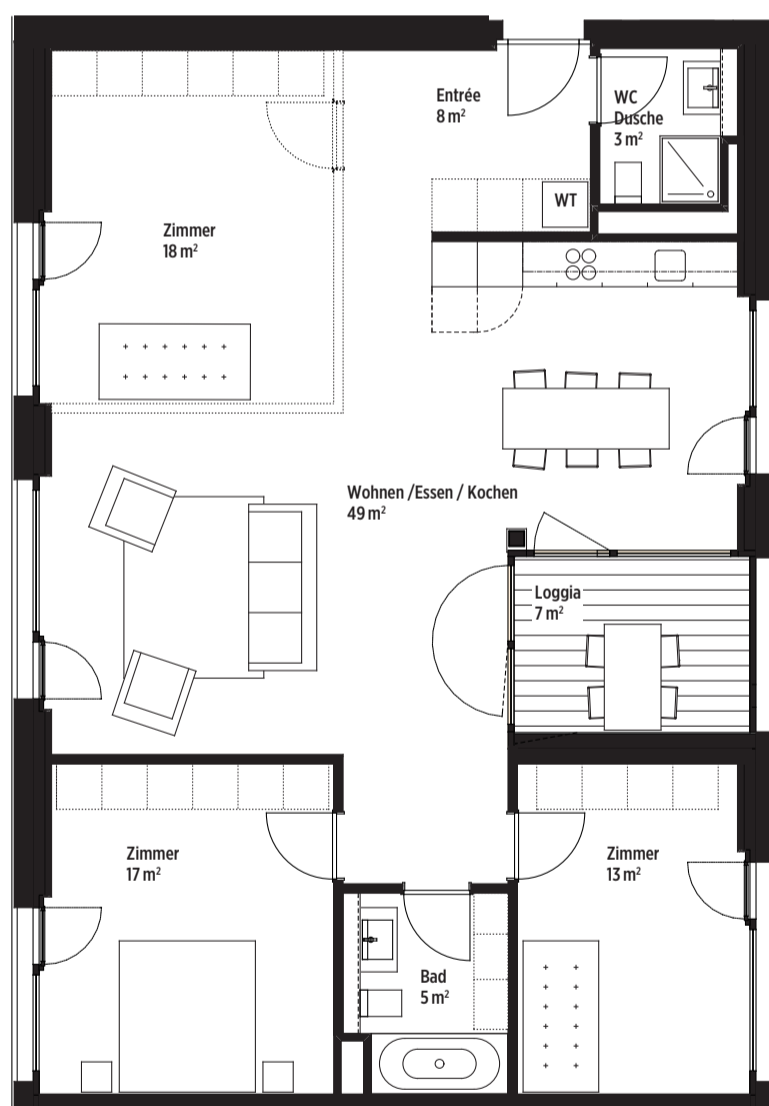 Entrée
8 m²
WC
Dusche
3 m²
WT
Zimmer
18 m²
Wohnen /Essen / Kochen
49 m²
Loggia
7 m²
Zimmer
17 m²
Zimmer
13 m²
Bad
5 m²